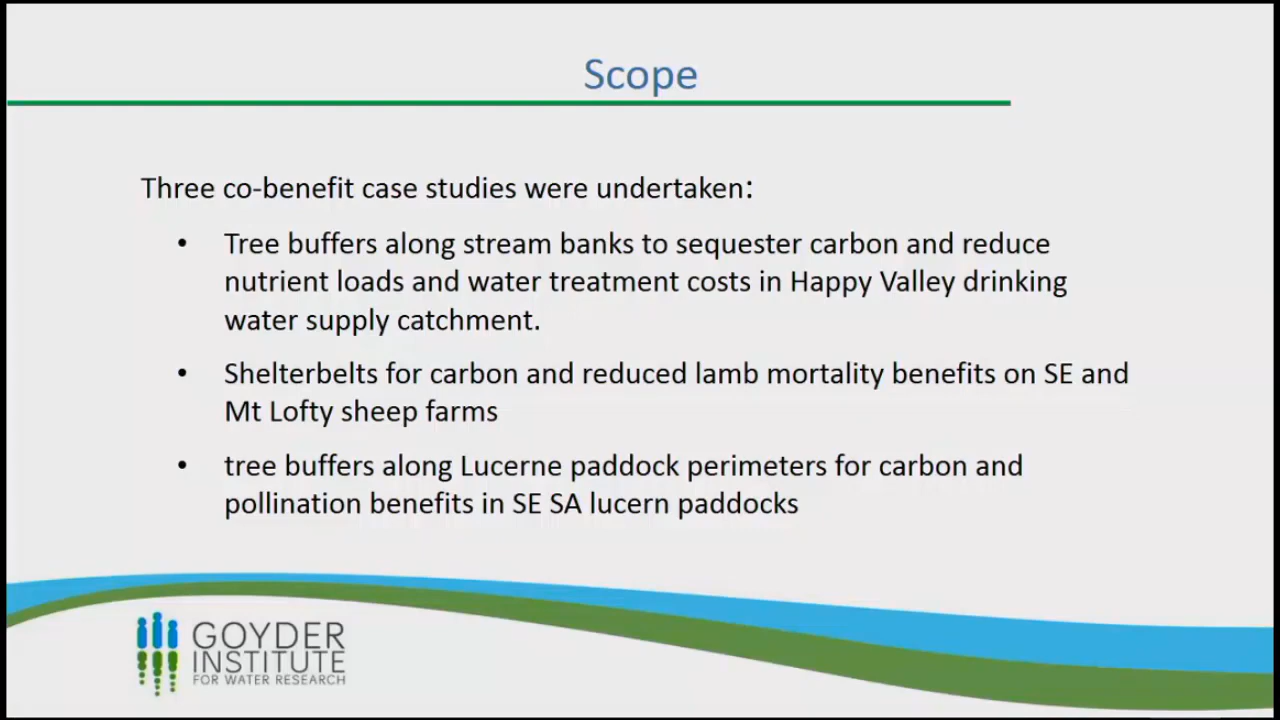 Scope
Three co-benefit case studies were undertaken:
• Tree buffers along stream banks to sequester carbon and reduce
nutrient loads and water treatment costs in Happy Valley drinking
water supply catchment.
• Shelterbelts for carbon and reduced lamb mortality benefits on SE and
Mt Lofty sheep farms
• tree buffers along Lucerne paddock perimeters for carbon and
pollination benefits in SE SA lucern paddocks
GOYDER
INSTITUTE
FOR WATER RESEARCH